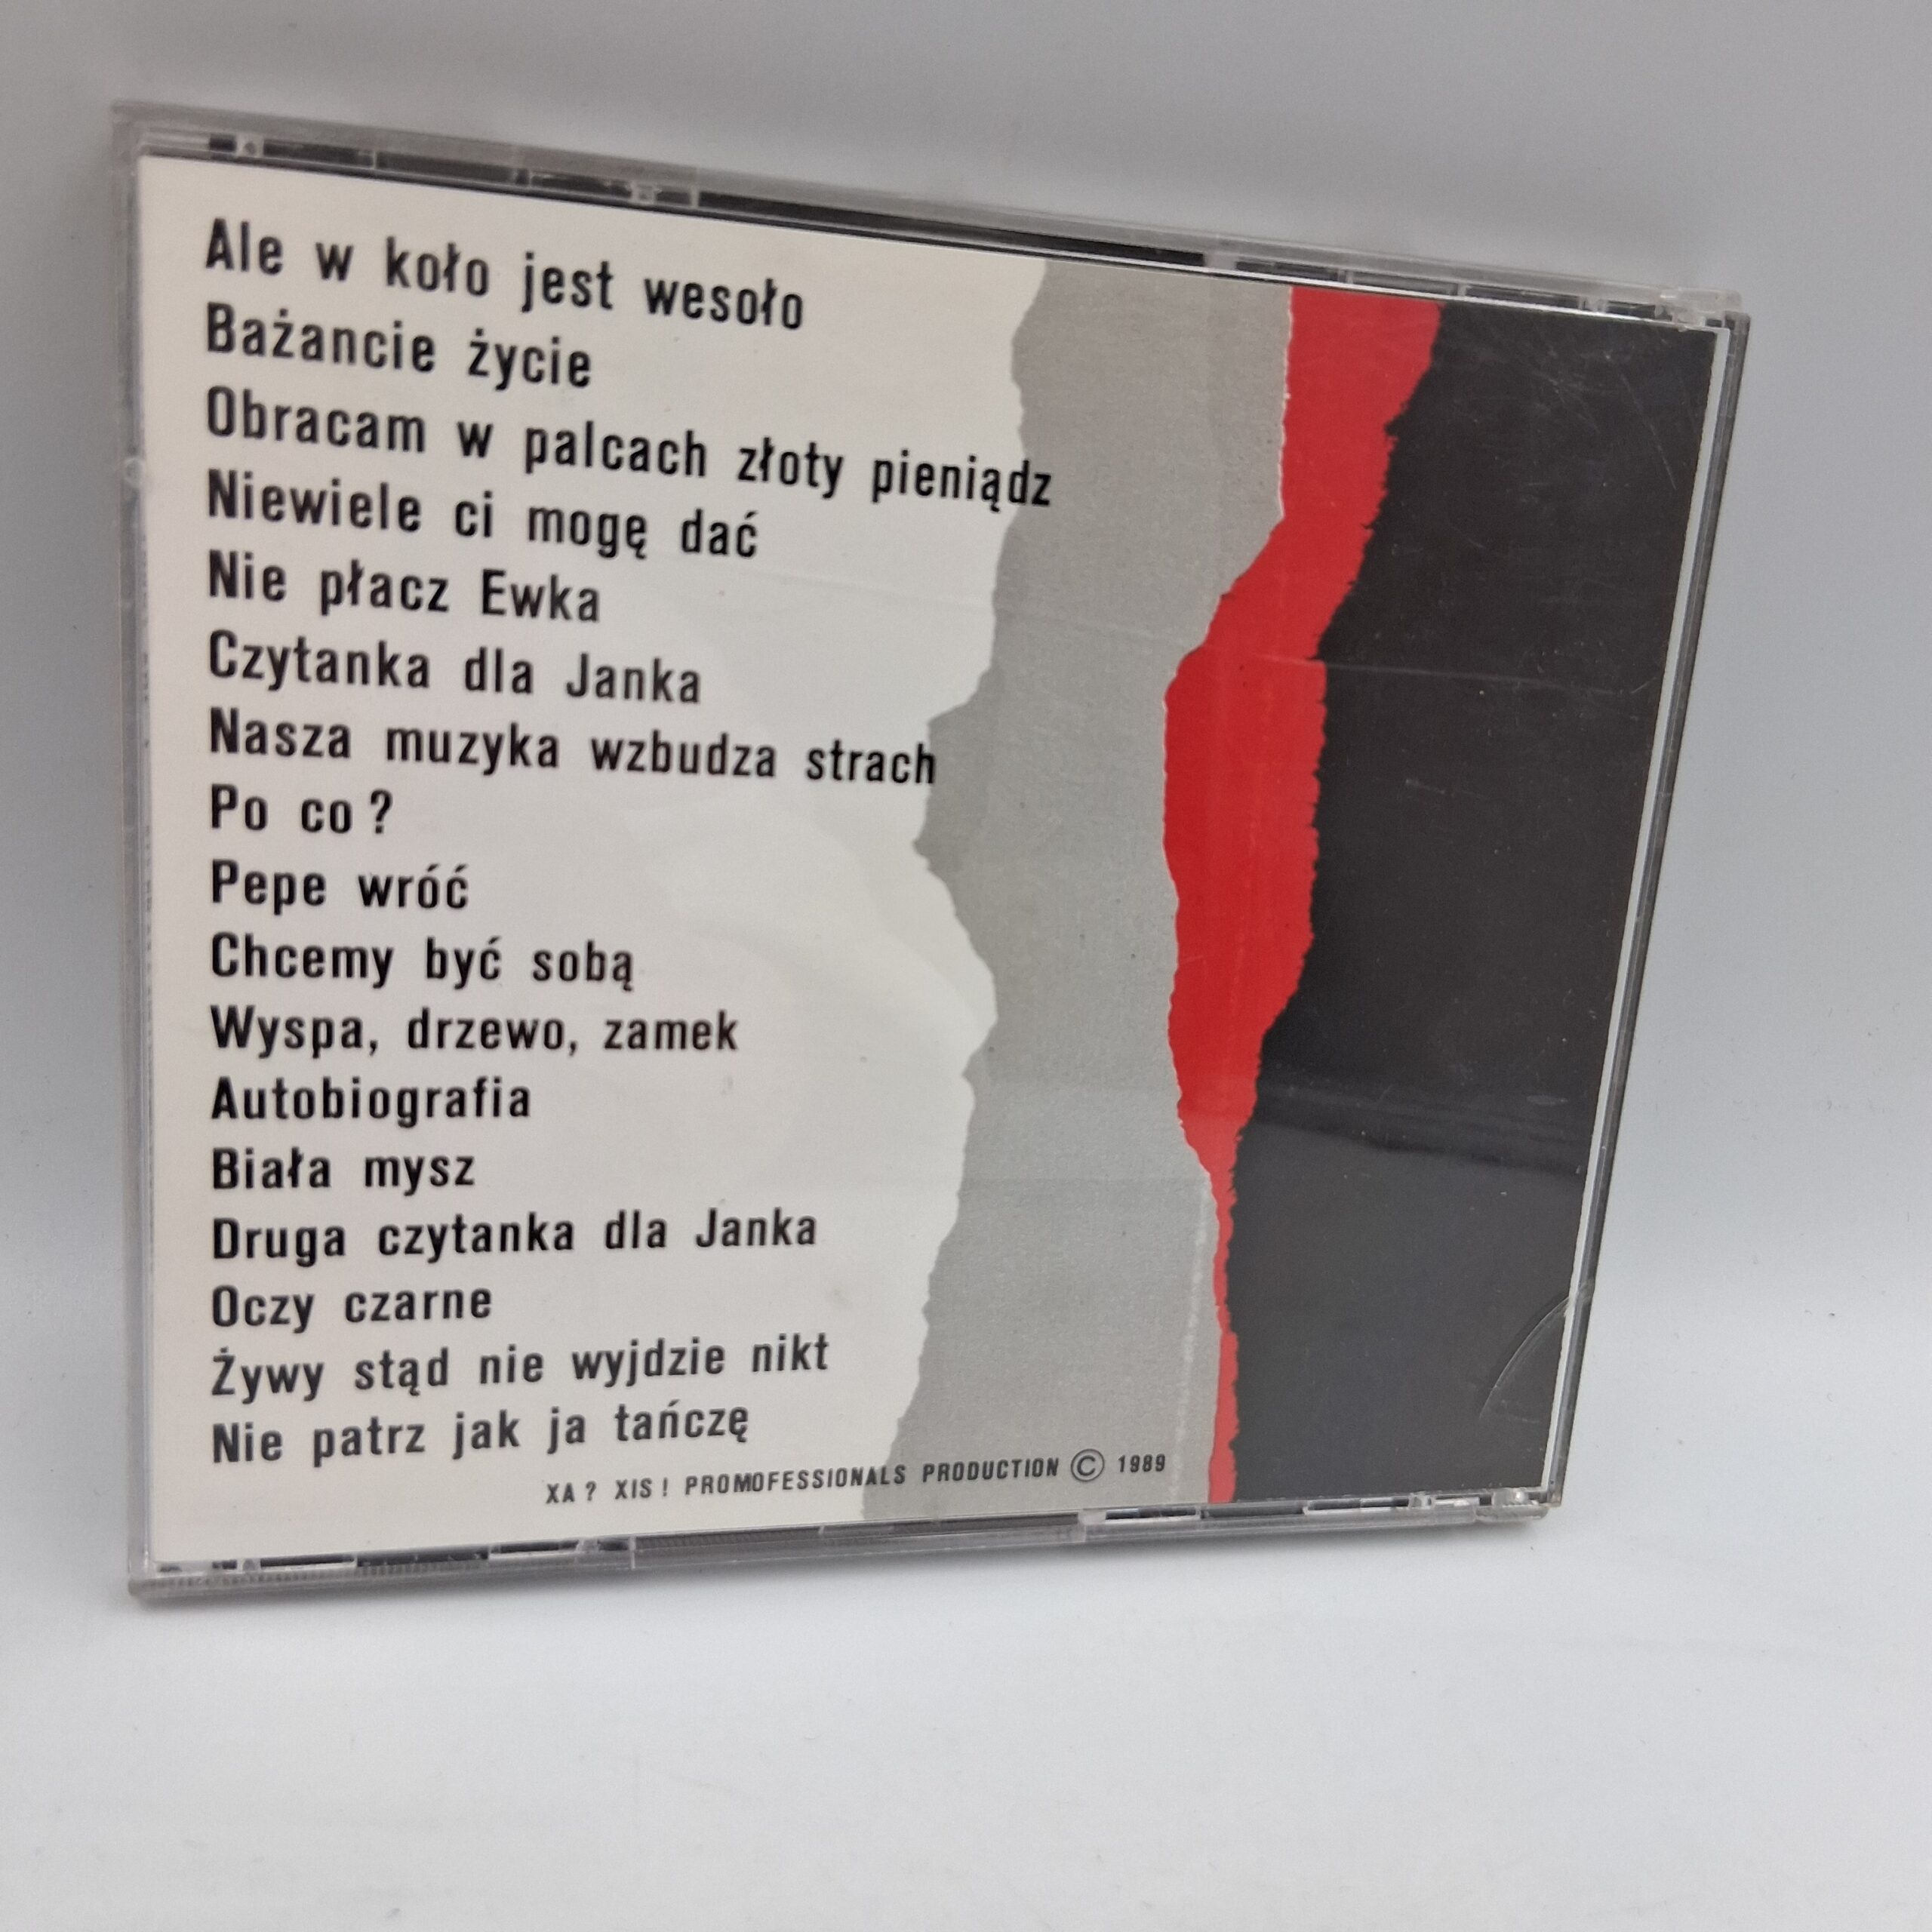 Ale w koło jest wesoło
Bażancie życie
Obracam w palcach złoty pieniądz
Niewiele ci mogę dać
Nie płacz Ewka
Czytanka dla Janka
Nasza muzyka wzbudza strach
Po co ?
Pepe wróć
Chcemy być sobą
Wyspa, drzewo, zamek
Autobiografia
Biała mysz
Druga czytanka dla Janka
Oczy czarne
Żywy stąd nie wyjdzie nikt
Nie patrz jak ja tańczę
XA ? XIS ! PROMOFESSIONALS PRODUCTION © 1989